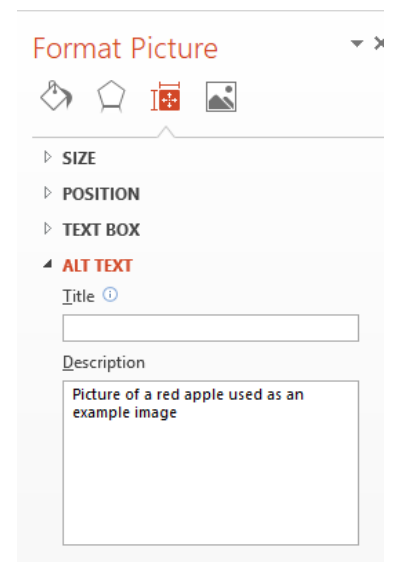 Format Picture
SIZE
POSITION
TEXT BOX
ALT TEXT
Title
Description
Picture of a red apple used as an
example image